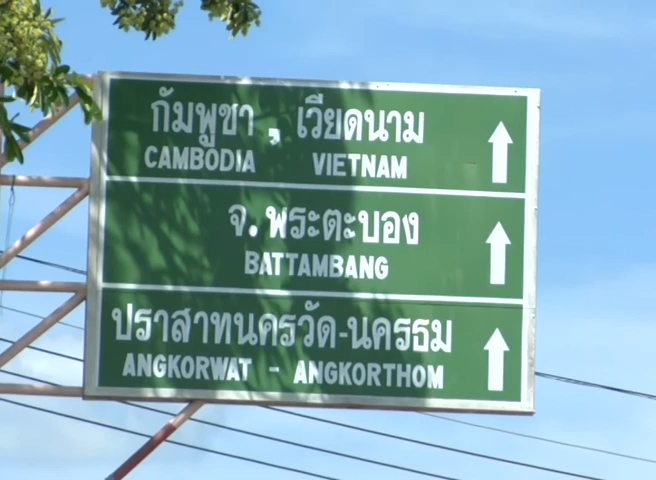 กัมพูชา , เวียดนาม
CAMBODIA VIETNAM
จ.พระตะบอง
BATTAMBANG
ปราสาทนครวัด-นครธม
ANGKORWAT - ANGKORTHOM